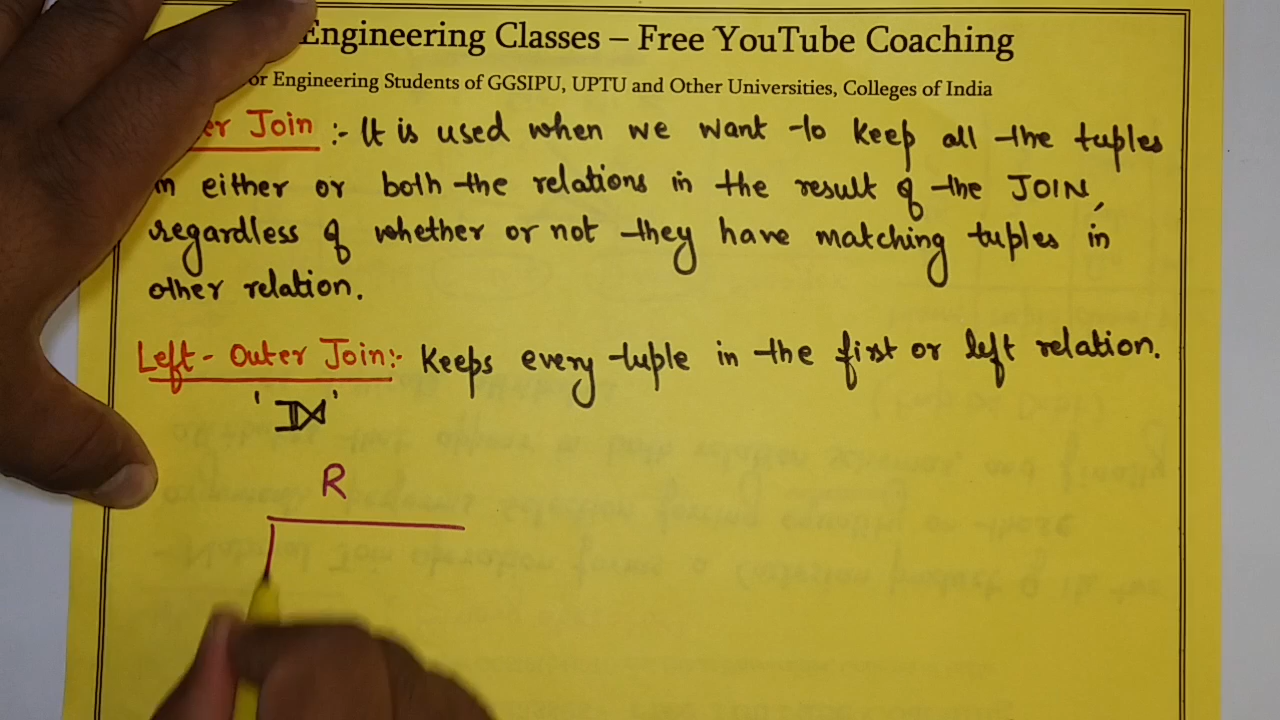 Engineering Classes – Free YouTube Coaching
or Engineering Students of GGSIPU, UPTU and Other Universities, Colleges of India
er Join :- It is used when we want to keep all the tuples
either or both the relations in the result of the JOIN,
regardless of whether or not they have matching tuples in
other relation.
Left - Outer Join:- Keeps every tuple in the first or left relation.
'⟕'
R